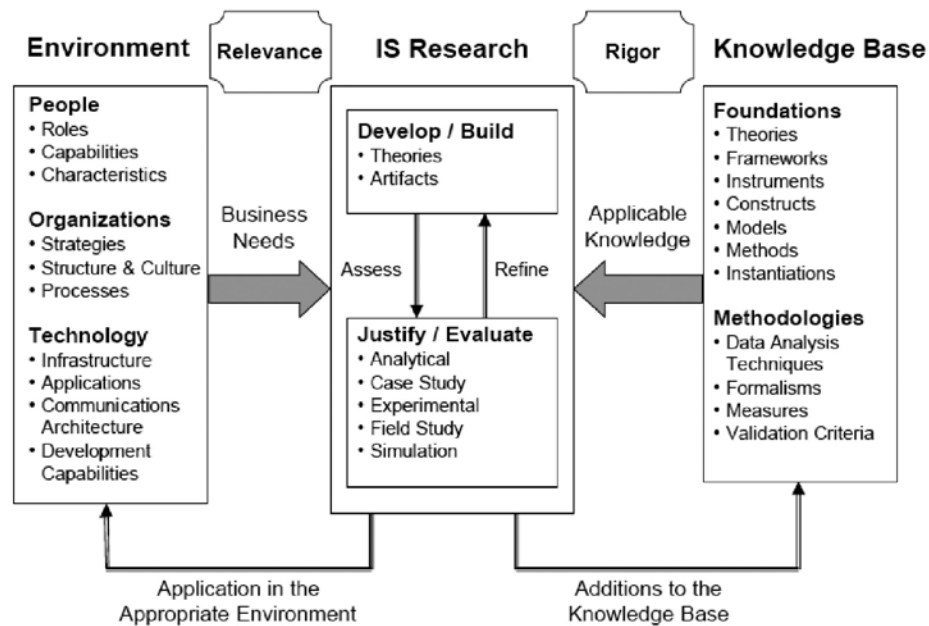 Environment
Relevance
IS Research
Rigor
Knowledge Base
People
• Roles
• Capabilities
• Characteristics
Organizations
• Strategies
• Structure & Culture
• Processes
Technology
• Infrastructure
• Applications
• Communications
Architecture
• Development
Capabilities
Business
Needs
Develop / Build
• Theories
• Artifacts
Assess
Refine
Justify / Evaluate
• Analytical
• Case Study
• Experimental
• Field Study
• Simulation
Applicable
Knowledge
Foundations
• Theories
• Frameworks
• Instruments
• Constructs
• Models
• Methods
• Instantiations
Methodologies
• Data Analysis
Techniques
• Formalisms
• Measures
• Validation Criteria
Application in the
Appropriate Environment
Additions to the
Knowledge Base